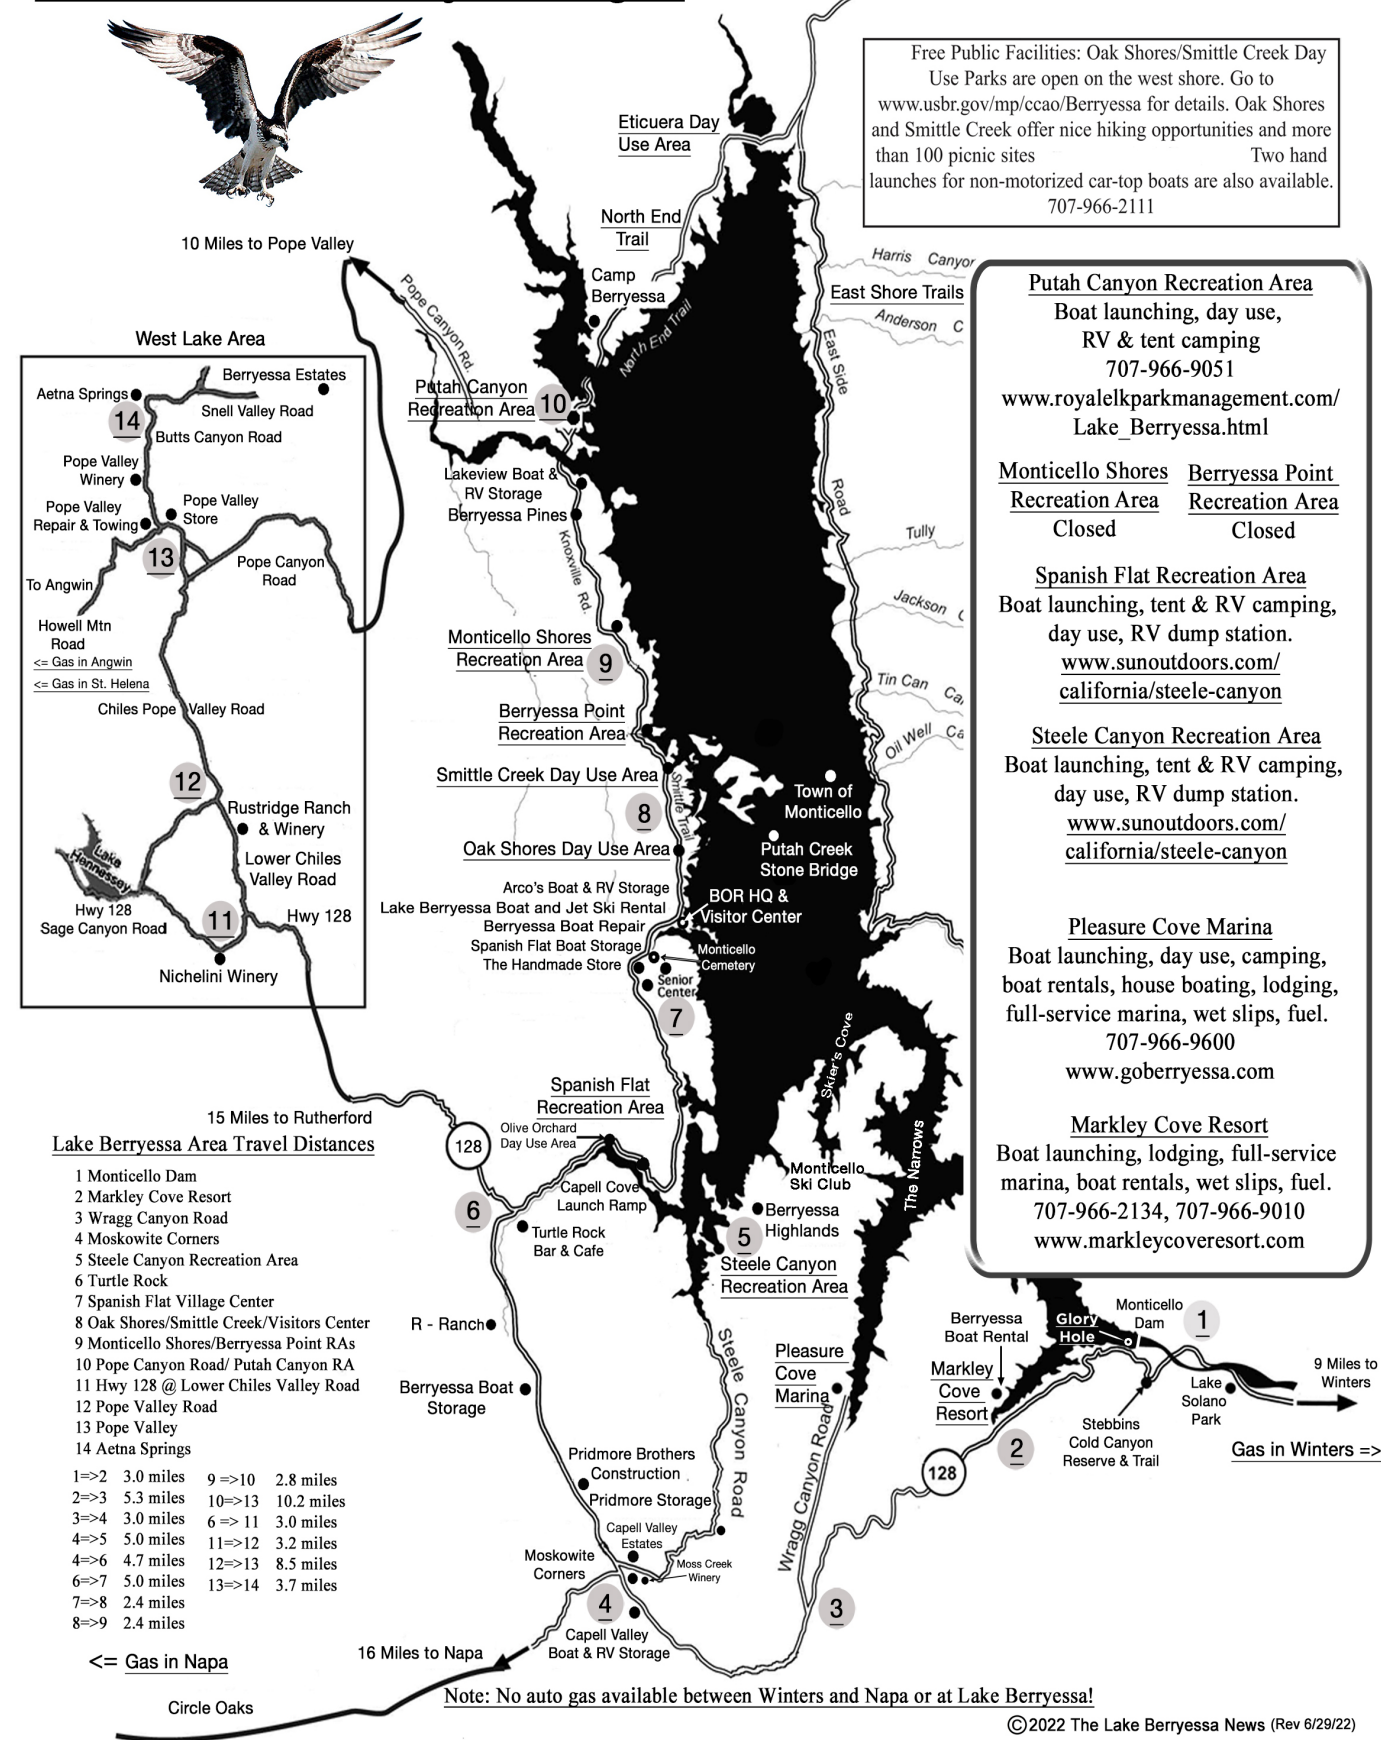 Free Public Facilities: Oak Shores/Smittle Creek Day
Use Parks are open on the west shore. Go to
www.usbr.gov/mp/ccao/Berryessa for details. Oak Shores
and Smittle Creek offer nice hiking opportunities and more
than 100 picnic sites Two hand
launches for non-motorized car-top boats are also available.
707-966-2111
Eticuera Day
Use Area
North End
Trail
10 Miles to Pope Valley
Camp
Berryessa
Pope Canyon Rd.
North End Trail
Harris Canyon
East Shore Trails
Anderson C
East Side
Road
West Lake Area
Berryessa Estates
Aetna Springs
14
Snell Valley Road
Butts Canyon Road
Pope Valley
Winery
Pope Valley
Repair & Towing
Pope Valley
Store
13
Pope Canyon
Road
To Angwin
Howell Mtn
Road
<= Gas in Angwin
<= Gas in St. Helena
Chiles Pope Valley Road
12
Rustridge Ranch
& Winery
Lake
Hennessey
Lower Chiles
Valley Road
Hwy 128
Sage Canyon Road
11
Hwy 128
Nichelini Winery
Putah Canyon
Recreation Area
10
Lakeview Boat &
RV Storage
Berryessa Pines
Knoxville Rd.
Tully
Jackson C
Monticello Shores
Recreation Area
9
Tin Can Ca
Berryessa Point
Recreation Area
Oil Well Ca
Smittle Creek Day Use Area
Smittle Trail
8
Town of
Monticello
Oak Shores Day Use Area
Putah Creek
Stone Bridge
Arco's Boat & RV Storage
Lake Berryessa Boat and Jet Ski Rental
Berryessa Boat Repair
Spanish Flat Boat Storage
The Handmade Store
BOR HQ &
Visitor Center
Monticello
Cemetery
Senior
Center
7
Skier's Cove
The Narrows
Spanish Flat
Recreation Area
Olive Orchard
Day Use Area
15 Miles to Rutherford
128
6
Capell Cove
Launch Ramp
Turtle Rock
Bar & Cafe
Monticello
Ski Club
Berryessa
Highlands
5
Steele Canyon
Recreation Area
Putah Canyon Recreation Area
Boat launching, day use,
RV & tent camping
707-966-9051
www.royalelkparkmanagement.com/
Lake_Berryessa.html
Monticello Shores
Recreation Area
Closed
Berryessa Point
Recreation Area
Closed
Spanish Flat Recreation Area
Boat launching, tent & RV camping,
day use, RV dump station.
www.sunoutdoors.com/
california/steele-canyon
Steele Canyon Recreation Area
Boat launching, tent & RV camping,
day use, RV dump station.
www.sunoutdoors.com/
california/steele-canyon
Pleasure Cove Marina
Boat launching, day use, camping,
boat rentals, house boating, lodging,
full-service marina, wet slips, fuel.
707-966-9600
www.goberryessa.com
Markley Cove Resort
Boat launching, lodging, full-service
marina, boat rentals, wet slips, fuel.
707-966-2134, 707-966-9010
www.markleycoveresort.com
Lake Berryessa Area Travel Distances
1 Monticello Dam
2 Markley Cove Resort
3 Wragg Canyon Road
4 Moskowite Corners
5 Steele Canyon Recreation Area
6 Turtle Rock
7 Spanish Flat Village Center
8 Oak Shores/Smittle Creek/Visitors Center
9 Monticello Shores/Berryessa Point RAs
10 Pope Canyon Road/ Putah Canyon RA
11 Hwy 128 @ Lower Chiles Valley Road
12 Pope Valley Road
13 Pope Valley
14 Aetna Springs
1=>2 3.0 miles
2=>3 5.3 miles
3=>4 3.0 miles
4=>5 5.0 miles
4=>6 4.7 miles
6=>7 5.0 miles
7=>8 2.4 miles
8=>9 2.4 miles
9 =>10 2.8 miles
10=>13 10.2 miles
6 => 11 3.0 miles
11=>12 3.2 miles
12=>13 8.5 miles
13=>14 3.7 miles
R - Ranch
Berryessa Boat
Storage
Steele Canyon Road
Pleasure
Cove
Marina
Wragg Canyon Road
Pridmore Brothers
Construction
Pridmore Storage
Capell Valley
Estates
Moskowite
Corners
Moss Creek
Winery
4
Capell Valley
Boat & RV Storage
3
Berryessa
Boat Rental
Markley
Cove
Resort
Glory
Hole
Monticello
Dam
1
2
128
Stebbins
Cold Canyon
Reserve & Trail
Lake
Solano
Park
9 Miles to
Winters
Gas in Winters =>
<= Gas in Napa
16 Miles to Napa
Circle Oaks
Note: No auto gas available between Winters and Napa or at Lake Berryessa!
©2022 The Lake Berryessa News (Rev 6/29/22)